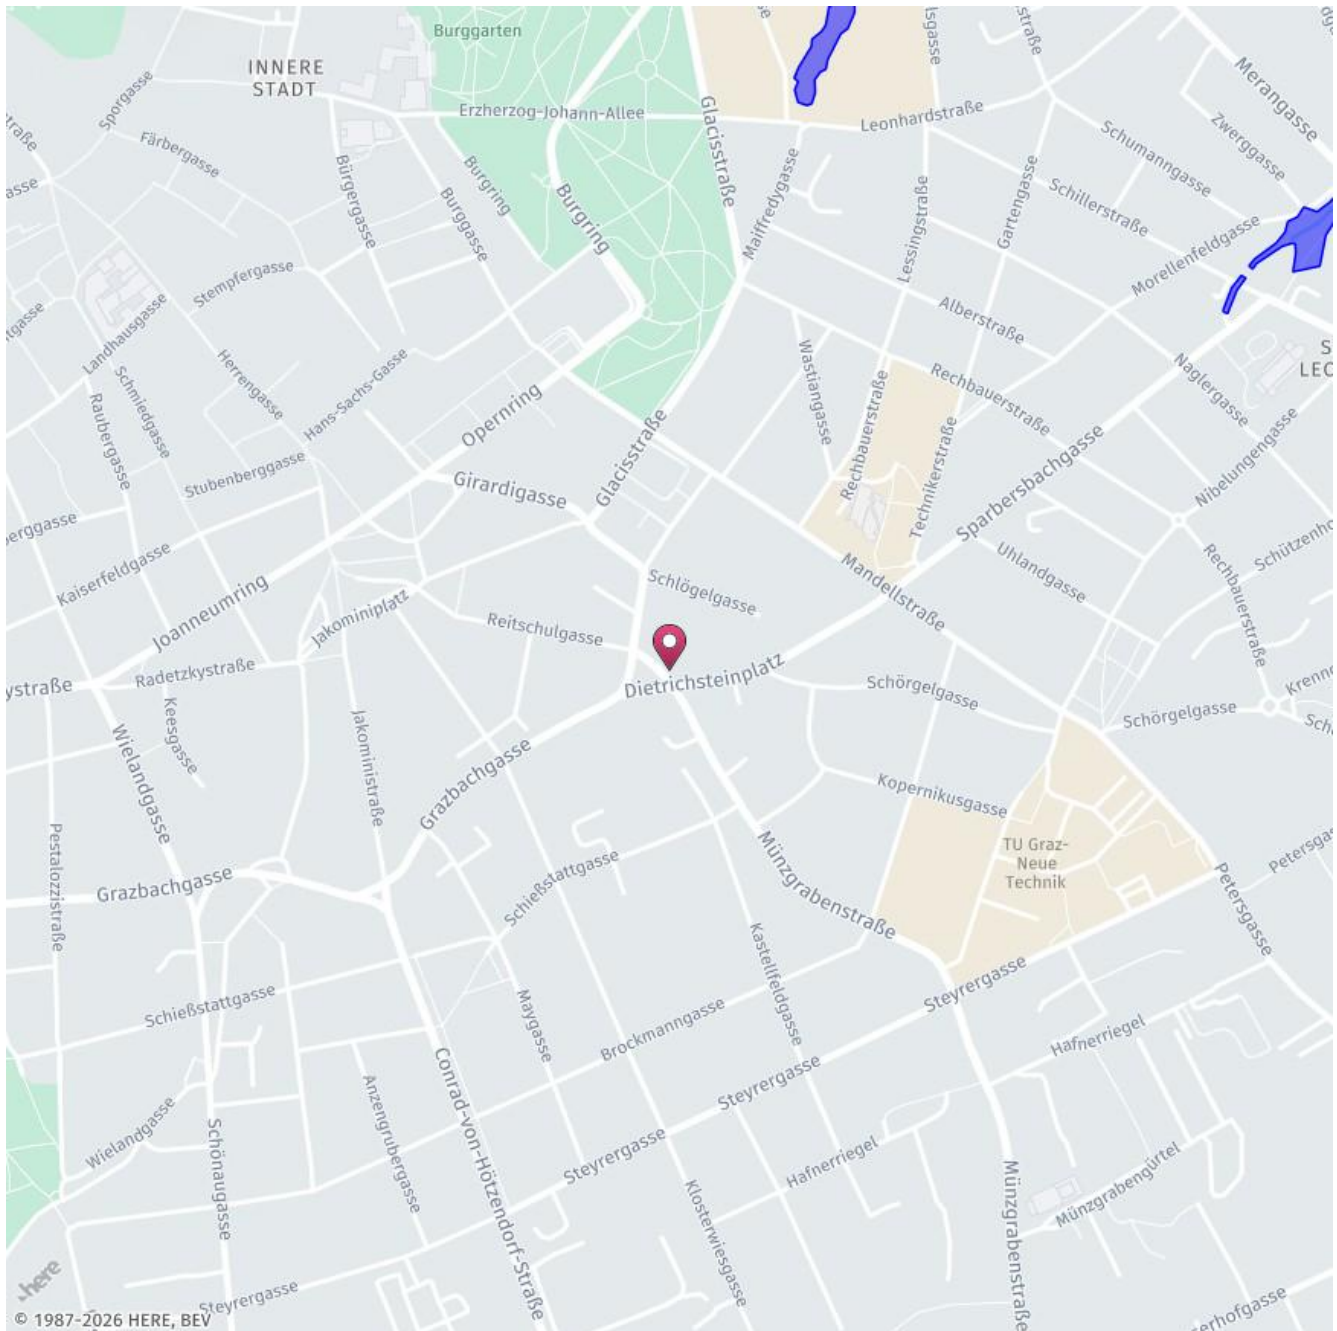 Burggarten
INNERE
STADT
Erzherzog-Johann-Allee
Glacisstraße
Leonhardstraße
Merangasse
Zwerggasse
Schumanngasse
Schillerstraße
Sporgasse
Färbergasse
Bürgergasse
Burggasse
Burgring
Burgring
Maiffredygasse
Lessingstraße
Gartengasse
Morellenfeldgasse
Stempfergasse
Landhausgasse
Herrengasse
Hans-Sachs-Gasse
Schmiedgasse
Raubergasse
Opernring
Alberstraße
Wastiangasse
Rechbauerstraße
Rechbauerstraße
Technikerstraße
Naglergasse
Nibelungengasse
Sparbersbachgasse
Stubenberggasse
Girardigasse
Glacisstraße
Kaiserfeldgasse
Joanneumring
Jakominiplatz
Reitschulgasse
Schlögelgasse
Mandellstraße
Uhlandgasse
Rechbauerstraße
Radetzkystraße
Keesgasse
Dietrichsteinplatz
Schörgelgasse
Schörgelgasse
Wielandgasse
Jakoministraße
Grazbachgasse
Kopernikusgasse
TU Graz-
Neue
Technik
Pestalozzistraße
Grazbachgasse
Schießstattgasse
Münzgrabenstraße
Petersgasse
Kastellfeldgasse
Steyrergasse
Schießstattgasse
Maygasse
Brockmanngasse
Hafnerriegel
Conrad-von-Hötzendorf-Straße
Anzengrubergasse
Steyrergasse
Wielandgasse
Schönaugasse
Steyrergasse
Hafnerriegel
Klosterwiesgasse
Münzgrabenstraße
Münzgrabengürtel
Steyrergasse
here
© 1987-2026 HERE, BEV